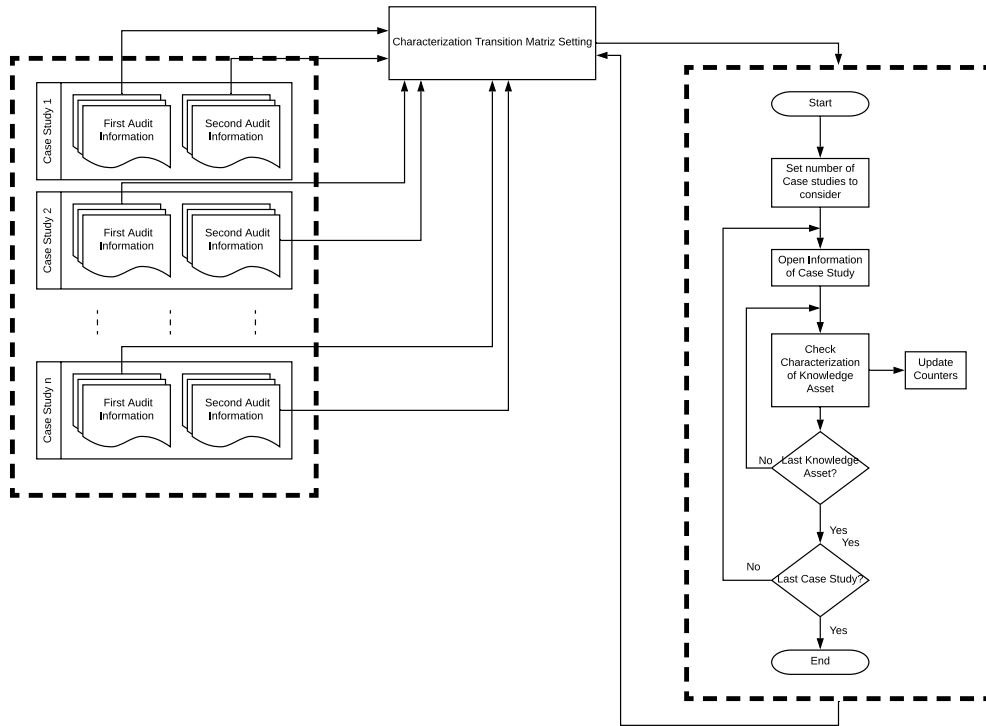 Characterization Transition Matriz Setting
Case Study 1
First Audit
Information
Second Audit
Information
Case Study 2
First Audit
Information
Second Audit
Information
Case Study n
First Audit
Information
Second Audit
Information
Start
Set number of
Case studies to
consider
Open Information
of Case Study
Check
Characterization
of Knowledge
Asset
Update
Counters
No
Last Knowledge
Asset?
Yes
Yes
No
Last Case Study?
Yes
End